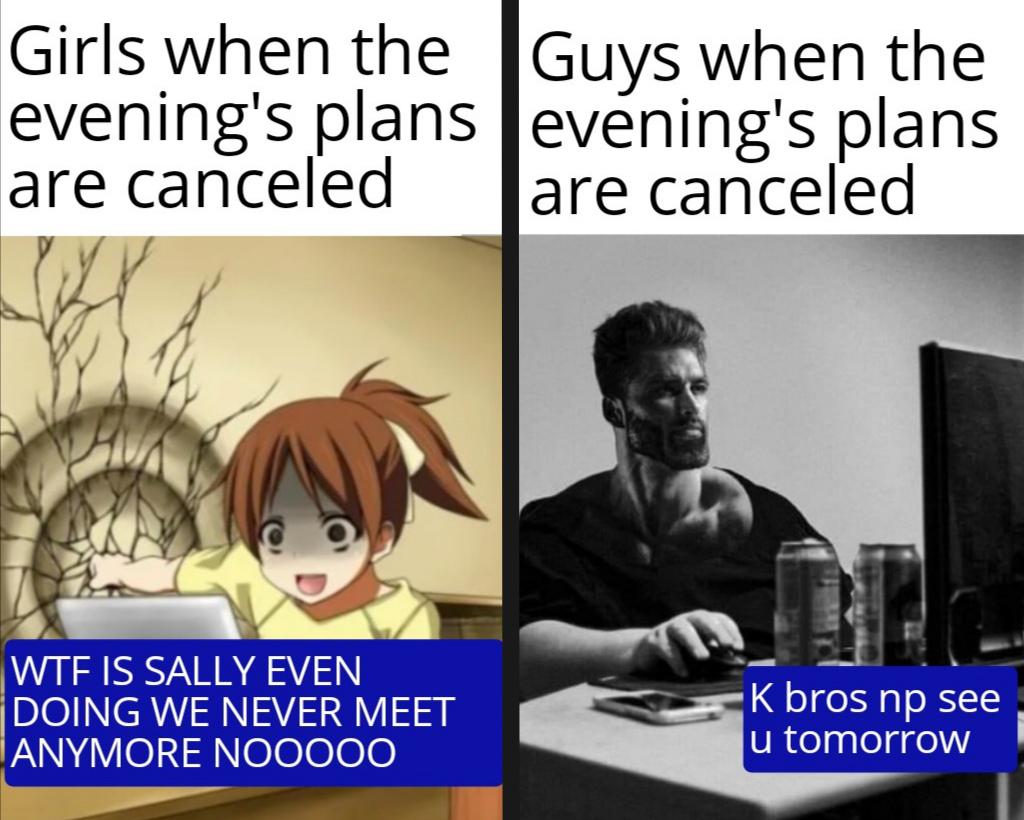 Girls when the
evening's plans
are canceled
WTF IS SALLY EVEN
DOING WE NEVER MEET
ANYMORE NOOOOO
Guys when the
evening's plans
are canceled
K bros np see
u tomorrow